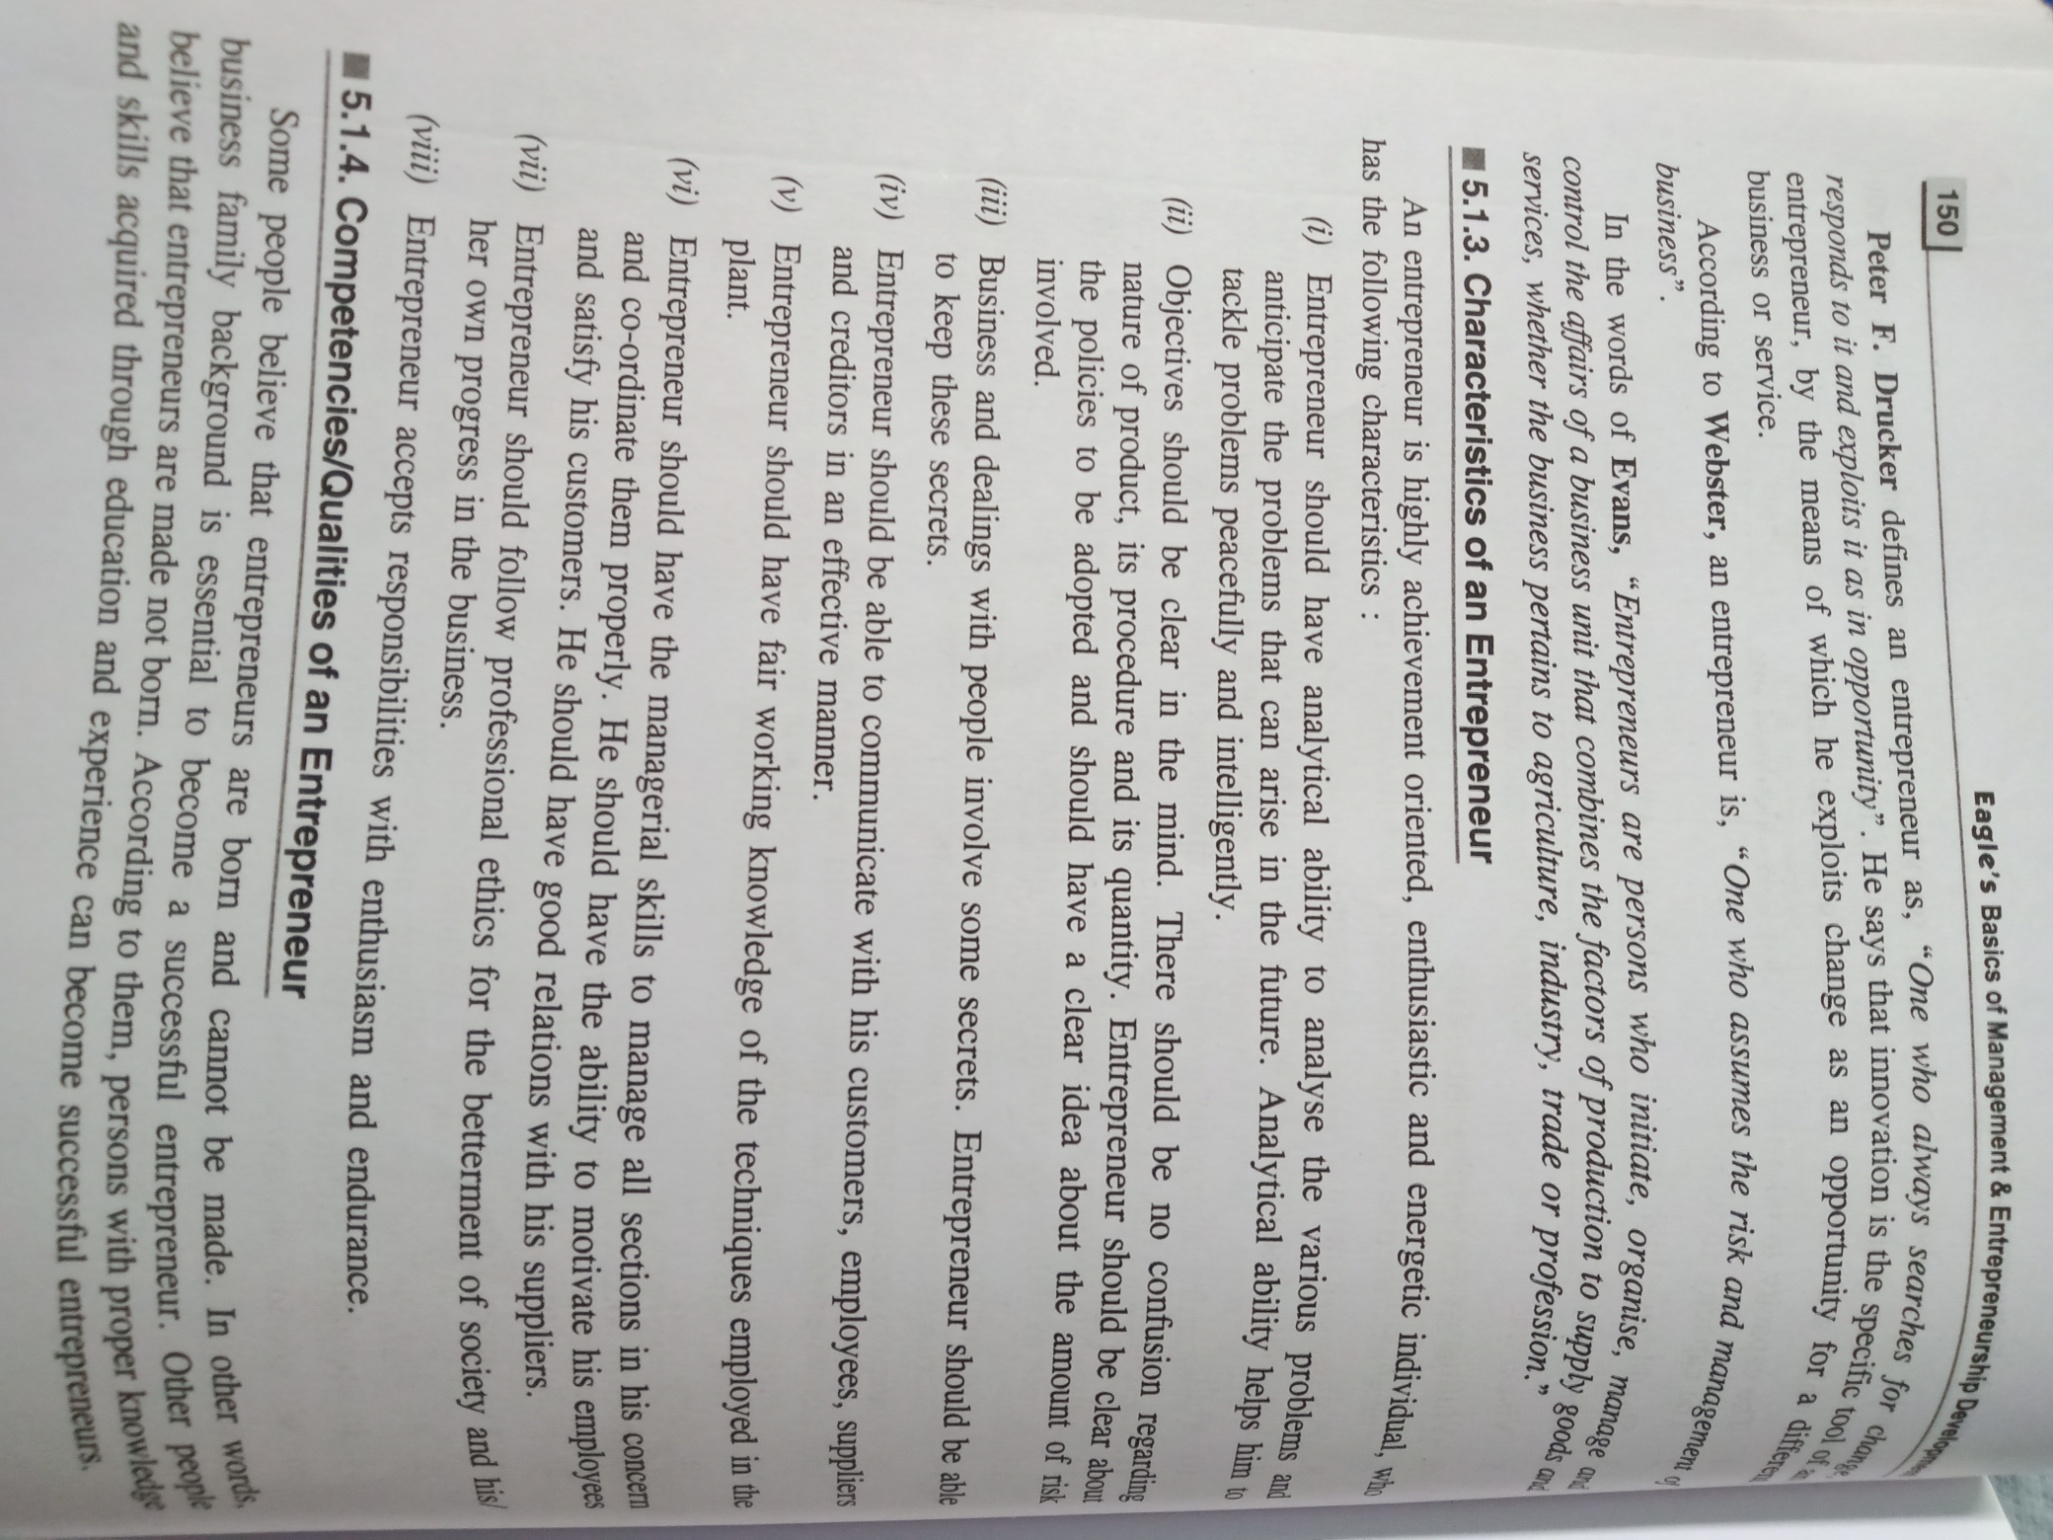 150
Eagle's Basics of Management & Entrepreneurship
Peter F. Drucker defines an entrepreneur as, "One who always searches for change
responds to it and exploits it as in opportunity". He says that innovation is the specific tool of
entrepreneur, by the means of which he exploits change as an opportunity for a
business or service.
According to Webster, an entrepreneur is, "One who assumes the risk and management
business".
In the words of Evans, "Entrepreneurs are persons who initiate, organise, manage and
control the affairs of a business unit that combines the factors of production to supply goods and
services, whether the business pertains to agriculture, industry, trade or profession."
5.1.3. Characteristics of an Entrepreneur
An entrepreneur is highly achievement oriented, enthusiastic and energetic individual, who
has the following characteristics :
(i) Entrepreneur should have analytical ability to analyse the various problems and
anticipate the problems that can arise in the future. Analytical ability helps him to
tackle problems peacefully and intelligently.
(ii) Objectives should be clear in the mind. There should be no confusion regarding
nature of product, its procedure and its quantity. Entrepreneur should be clear about
the policies to be adopted and should have a clear idea about the amount of risk
involved.
(iii) Business and dealings with people involve some secrets. Entrepreneur should be able
to keep these secrets.
(iv) Entrepreneur should be able to communicate with his customers, employees, suppliers
and creditors in an effective manner.
(v) Entrepreneur should have fair working knowledge of the techniques employed in the
plant.
(vi) Entrepreneur should have the managerial skills to manage all sections in his concern
and co-ordinate them properly. He should have the ability to motivate his employees
and satisfy his customers. He should have good relations with his suppliers.
(vii) Entrepreneur should follow professional ethics for the betterment of society and his/
her own progress in the business.
(viii) Entrepreneur accepts responsibilities with enthusiasm and endurance.
5.1.4. Competencies/Qualities of an Entrepreneur
Some people believe that entrepreneurs are born and cannot be made. In other words,
business family background is essential to become a successful entrepreneur. Other people
believe that entrepreneurs are made not born. According to them, persons with proper knowledge
and skills acquired through education and experience can become successful entrepreneurs.